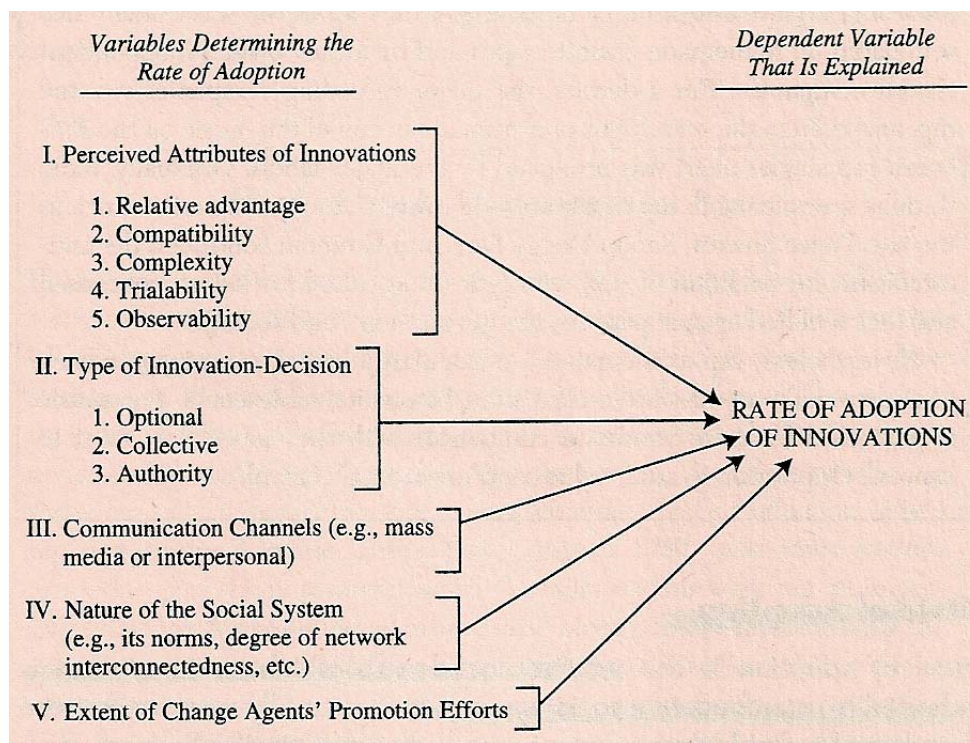 Variables Determining the
Rate of Adoption
Dependent Variable
That Is Explained
I. Perceived Attributes of Innovations
1. Relative advantage
2. Compatibility
3. Complexity
4. Trialability
5. Observability
II. Type of Innovation-Decision
1. Optional
2. Collective
3. Authority
III. Communication Channels (e.g., mass
media or interpersonal)
IV. Nature of the Social System
(e.g., its norms, degree of network
interconnectedness, etc.)
V. Extent of Change Agents' Promotion Efforts
RATE OF ADOPTION
OF INNOVATIONS